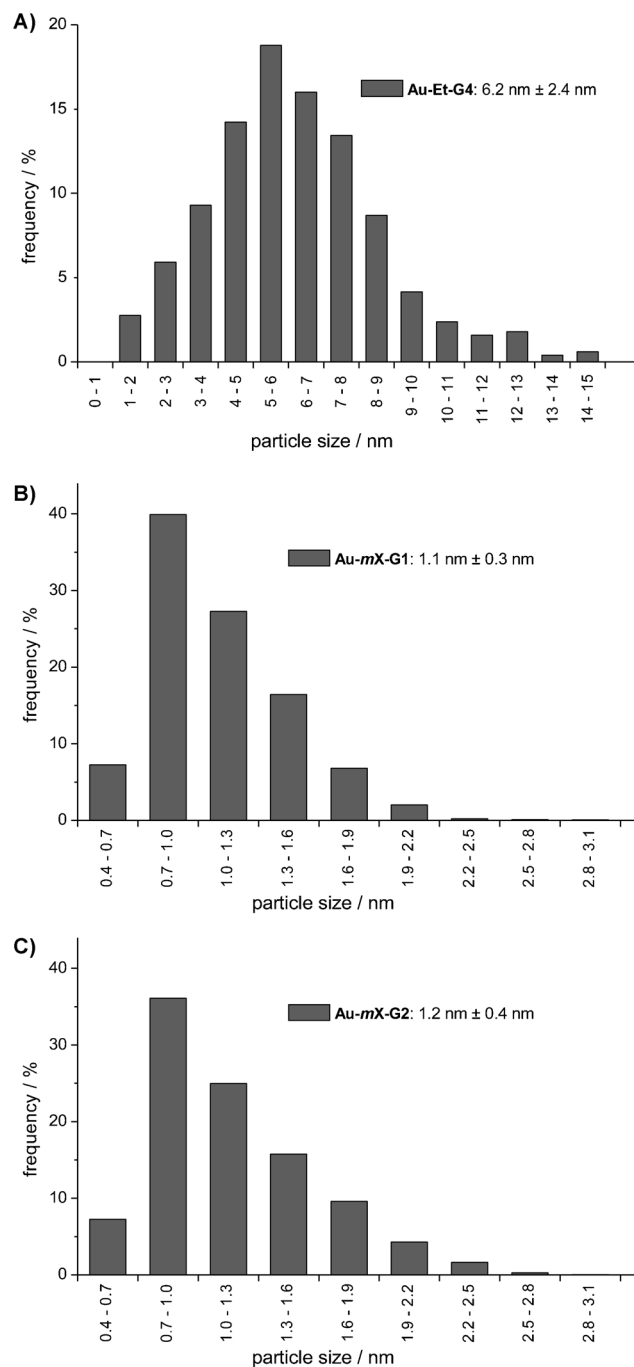 A)
20
15
10
5
0
frequency / %
Au-Et-G4: 6.2 nm ± 2.4 nm
0 - 1
1 - 2
2 - 3
3 - 4
4 - 5
5 - 6
6 - 7
7 - 8
8 - 9
9 - 10
10 - 11
11 - 12
12 - 13
13 - 14
14 - 15
particle size / nm
B)
40
30
20
10
0
frequency / %
Au-mX-G1: 1.1 nm ± 0.3 nm
0.4 - 0.7
0.7 - 1.0
1.0 - 1.3
1.3 - 1.6
1.6 - 1.9
1.9 - 2.2
2.2 - 2.5
2.5 - 2.8
2.8 - 3.1
particle size / nm
C)
40
30
20
10
0
frequency / %
Au-mX-G2: 1.2 nm ± 0.4 nm
0.4 - 0.7
0.7 - 1.0
1.0 - 1.3
1.3 - 1.6
1.6 - 1.9
1.9 - 2.2
2.2 - 2.5
2.5 - 2.8
2.8 - 3.1
particle size / nm